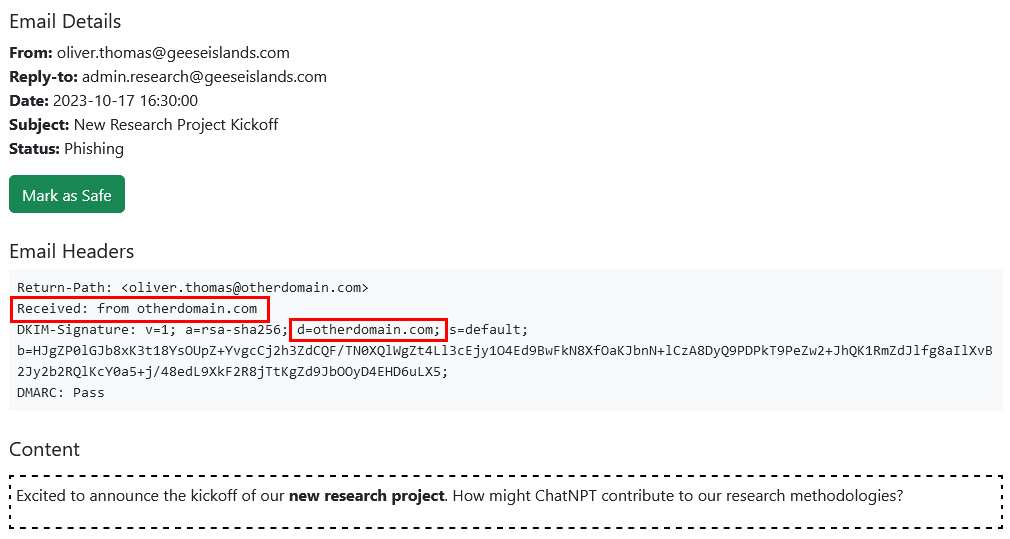 Email Details
From: oliver.thomas@geeseislands.com
Reply-to: admin.research@geeseislands.com
Date: 2023-10-17 16:30:00
Subject: New Research Project Kickoff
Status: Phishing
Mark as Safe
Email Headers
Return-Path: <oliver.thomas@otherdomain.com>
Received: from otherdomain.com
DKIM-Signature: v=1; a=rsa-sha256; d=otherdomain.com; s=default;
b=HJgZP0lGJb8xK3t18YsOUpZ+YvgcCj2h3ZdCQF/TN0XQlWgZt4Ll3cEjy1O4Ed9BwFkN8XfOaKJbnN+lCzA8DyQ9PDPkT9PeZw2+JhQK1RmZdJlfg8aIlXvB
2Jy2b2RQlKcY0a5+j/48edL9XkF2R8jTtKgZd9JbOOyD4EHD6uLX5;
DMARC: Pass
Content
Excited to announce the kickoff of our new research project. How might ChatNPT contribute to our research methodologies?